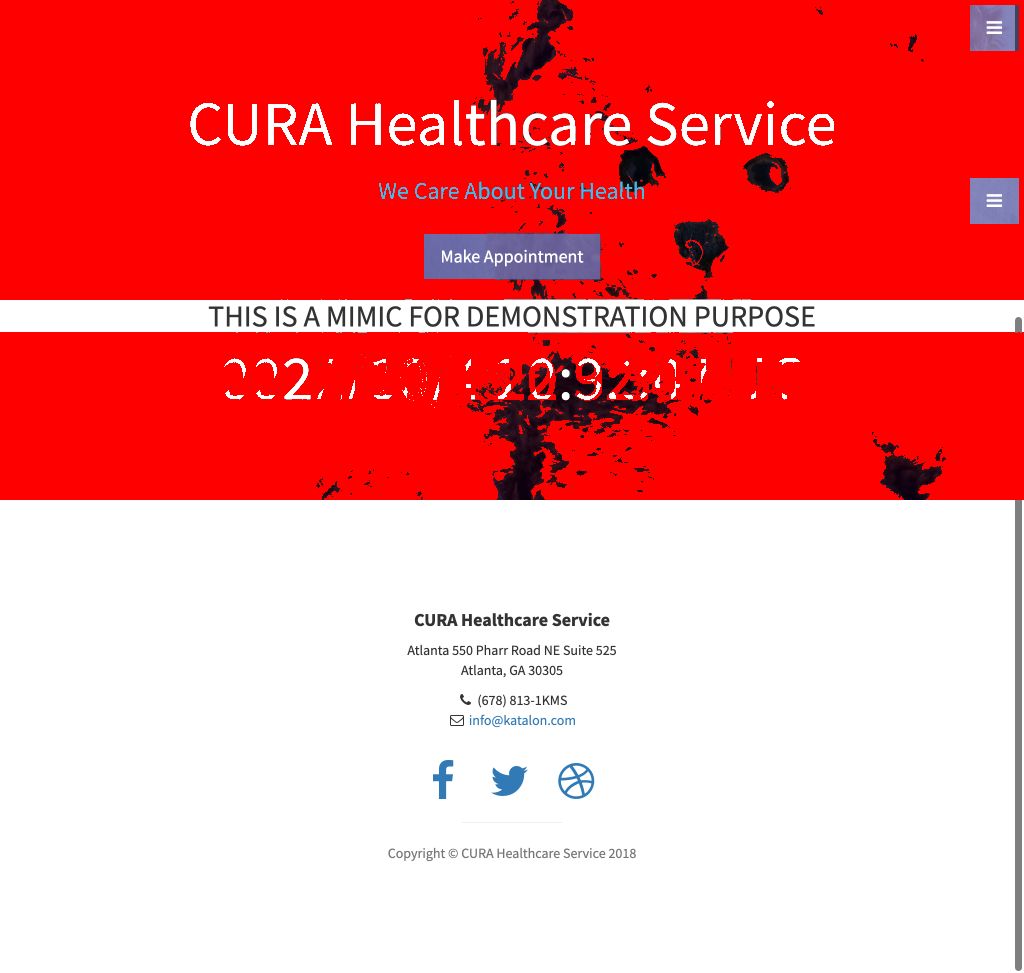 CURA Healthcare Service
We Care About Your Health
Make Appointment
THIS IS A MIMIC FOR DEMONSTRATION PURPOSE
CURA Healthcare Service
Atlanta 550 Pharr Road NE Suite 525
Atlanta, GA 30305
(678) 813-1KMS
info@katalon.com
Copyright © CURA Healthcare Service 2018